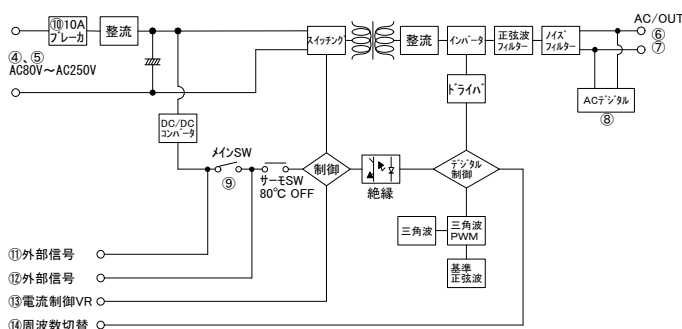 ⑩10A
ブレーカ
整流
スイッチング
整流
インバータ
正弦波
フィルター
ノイズ
フィルター
AC/OUT
⑥
⑦
④、⑤
AC80V～AC250V
ドライバ
ACデジタル
⑧
DC/DC
コンバータ
メインSW
⑨
サーモSW
80℃ OFF
制御
絶縁
デジタル
制御
三角波
三角波
PWM
基準
正弦波
⑪外部信号
⑫外部信号
⑬電流制御VR
⑭周波数切替